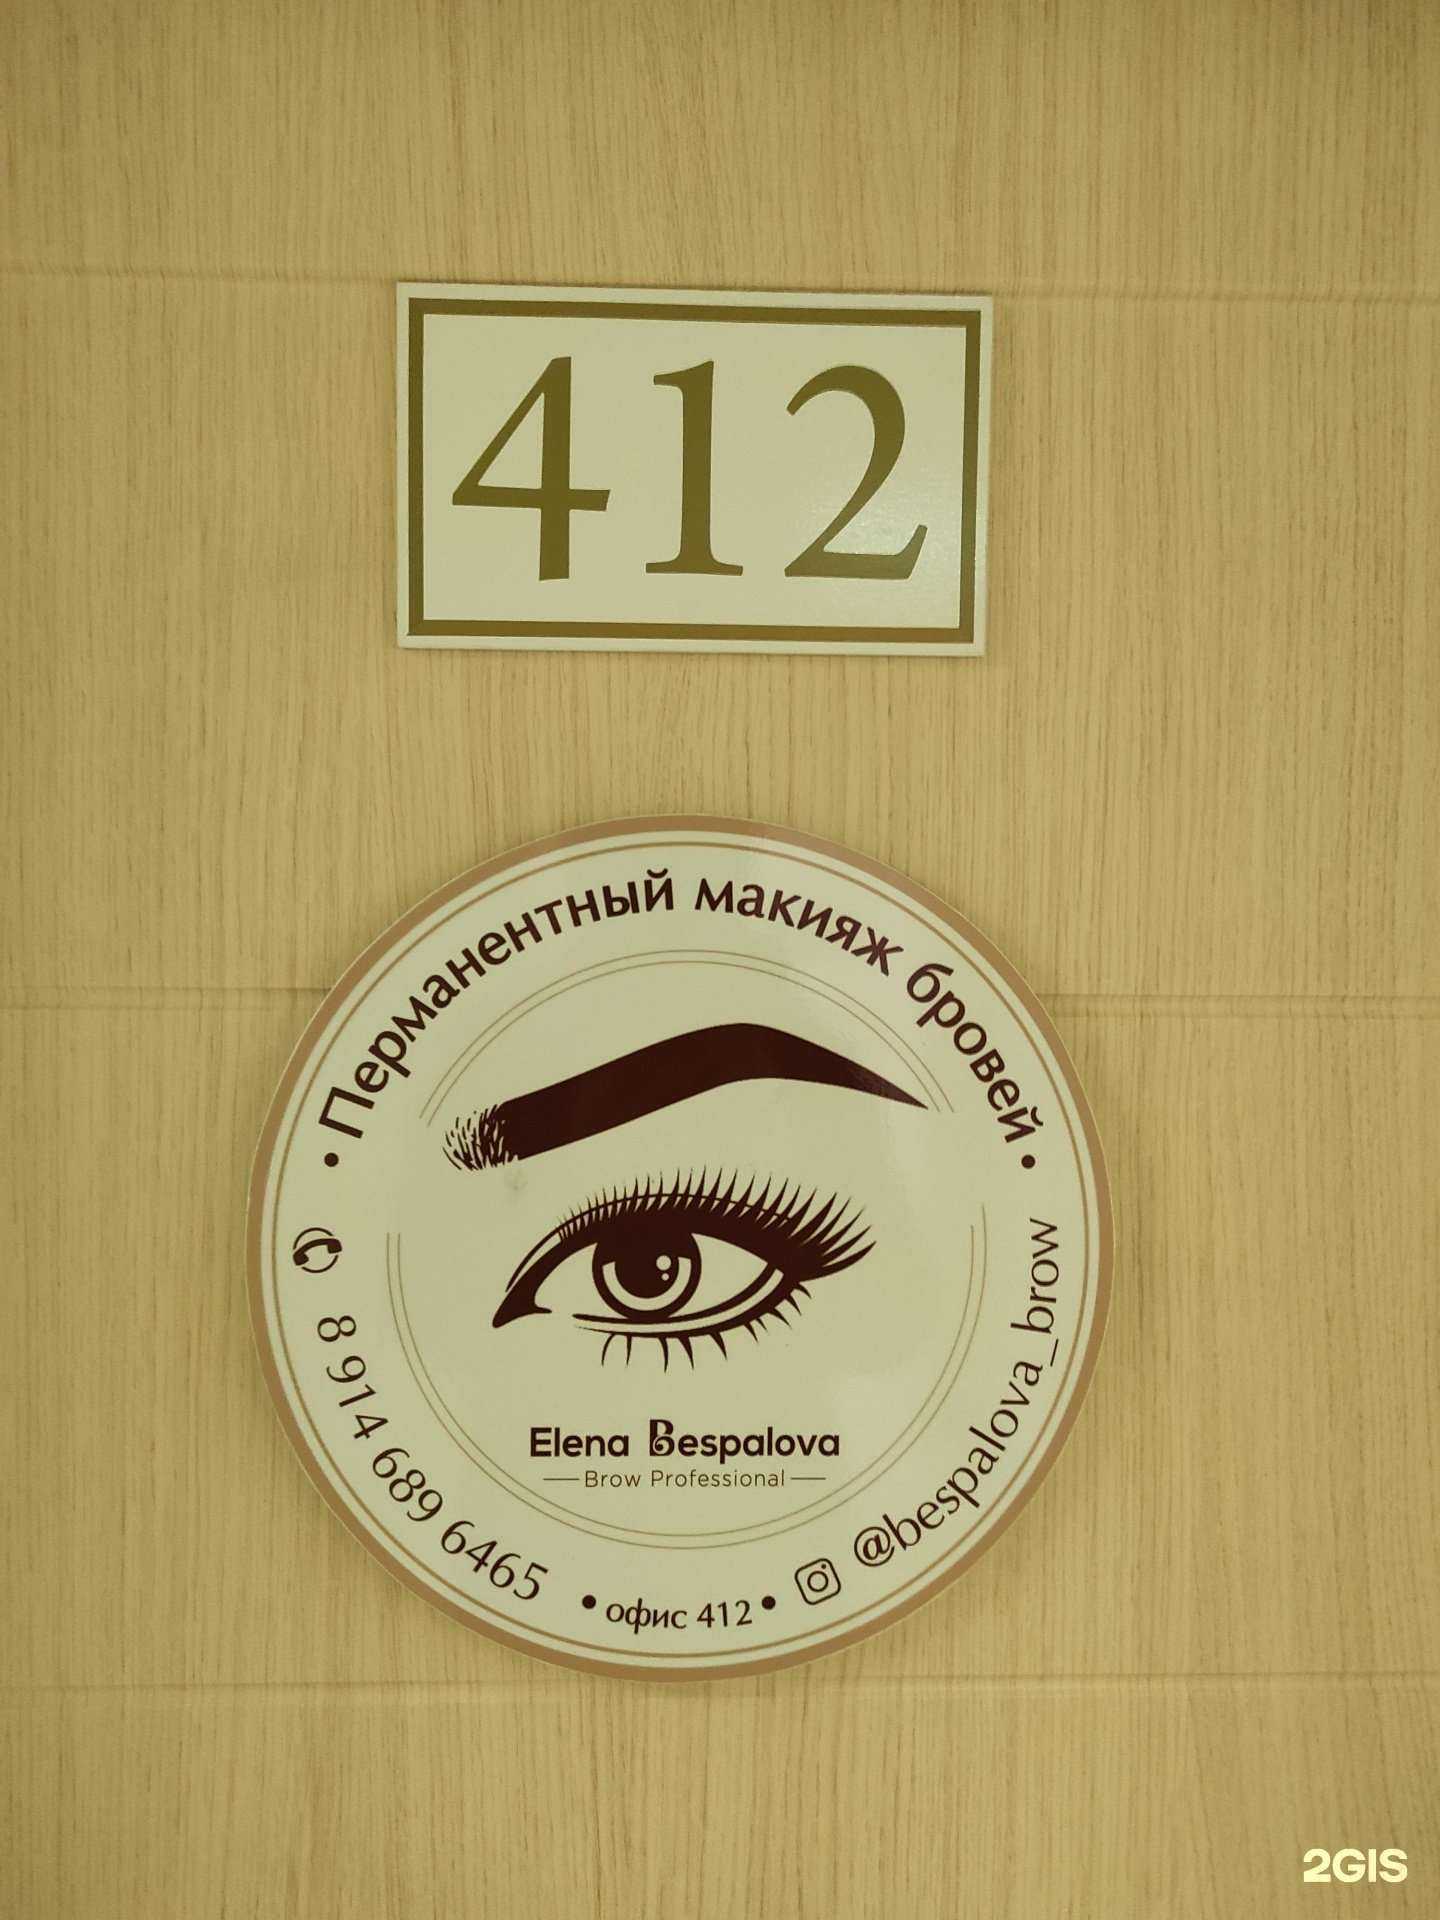 412
• Перманентный макияж бровей •
Elena Bespalova
Brow Professional
8 914 689 6465
• офис 412 •
@bespalova_brow
2GIS